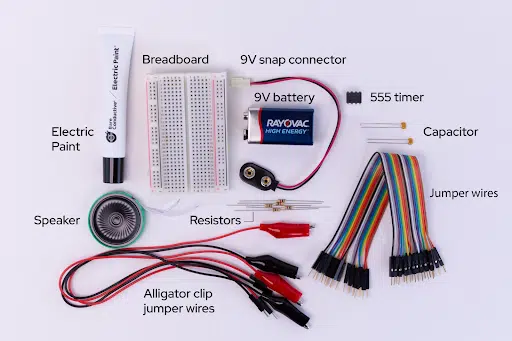 Breadboard
9V snap connector
9V battery
555 timer
RAYOVAC
HIGH ENERGY™
Capacitor
Bare
Conductive
Electric Paint
Electric
Paint
Jumper wires
Speaker
Resistors
Alligator clip
jumper wires